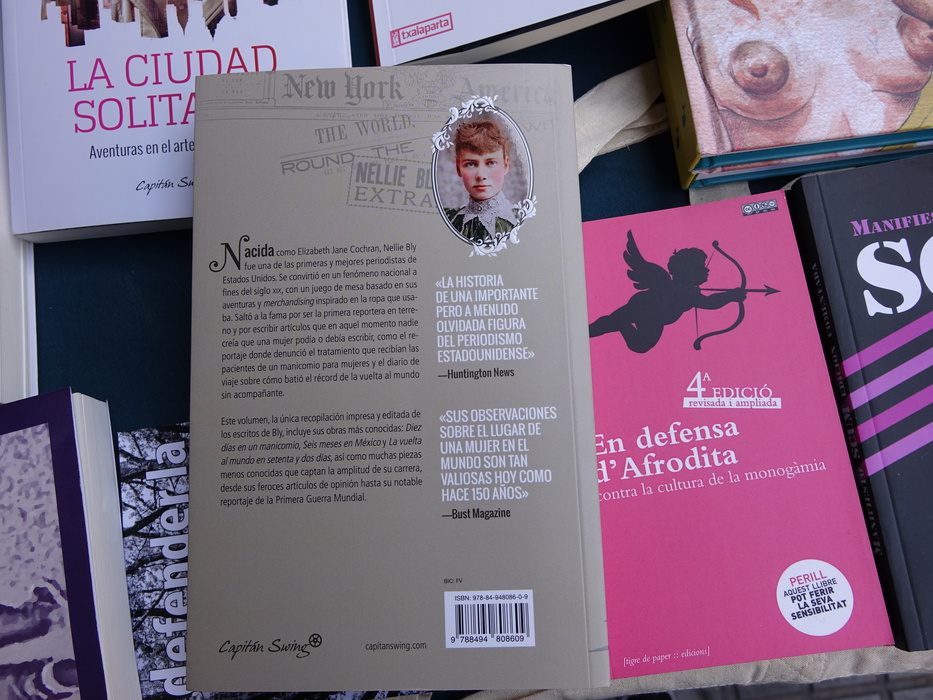 LA CIUDAD
SOLITA
Aventuras en el arte
Capitán Sw
txalaparta
New York America
THE WORLD.
ROUND THE
NELLIE BL
EXTRA
Nacida como Elizabeth Jane Cochran, Nellie Bly
fue una de las primeras y mejores periodistas de
Estados Unidos. Se convirtió en un fenómeno nacional a
fines del siglo XIX, con un juego de mesa basado en sus
aventuras y merchandising inspirado en la ropa que usa-
ba. Saltó a la fama por ser la primera reportera en terre-
no y por escribir artículos que en aquel momento nadie
creía que una mujer podía o debía escribir, como el re-
portaje donde denunció el tratamiento que recibían las
pacientes de un manicomio para mujeres y el diario de
viaje sobre cómo batió el récord de la vuelta al mundo
sin acompañante.
Este volumen, la única recopilación impresa y editada de
los escritos de Bly, incluye sus obras más conocidas: Diez
días en un manicomio, Seis meses en México y La vuelta
al mundo en setenta y dos días, así como muchas piezas
menos conocidas que captan la amplitud de su carrera,
desde sus feroces artículos de opinión hasta su notable
reportaje de la Primera Guerra Mundial.
«LA HISTORIA
DE UNA IMPORTANTE
PERO A MENUDO
OLVIDADA FIGURA
DEL PERIODISMO
ESTADOUNIDENSE»
—Huntington News
«SUS OBSERVACIONES
SOBRE EL LUGAR DE
UNA MUJER EN EL
MUNDO SON TAN
VALIOSAS HOY COMO
HACE 150 AÑOS»
—Bust Magazine
BIC: FV
ISBN: 978-84-948086-0-9
9 788494 808609
Capitán Swing
capitanswing.com
4A EDICIÓ
revisada i ampliada
En defensa
d'Afrodita
contra la cultura de la monogàmia
PERILL
AQUEST LLIBRE
POT FERIR
LA SEVA
SENSIBILITAT
[tigre de paper :: edicions]
MANIFIES
SC
defenderla